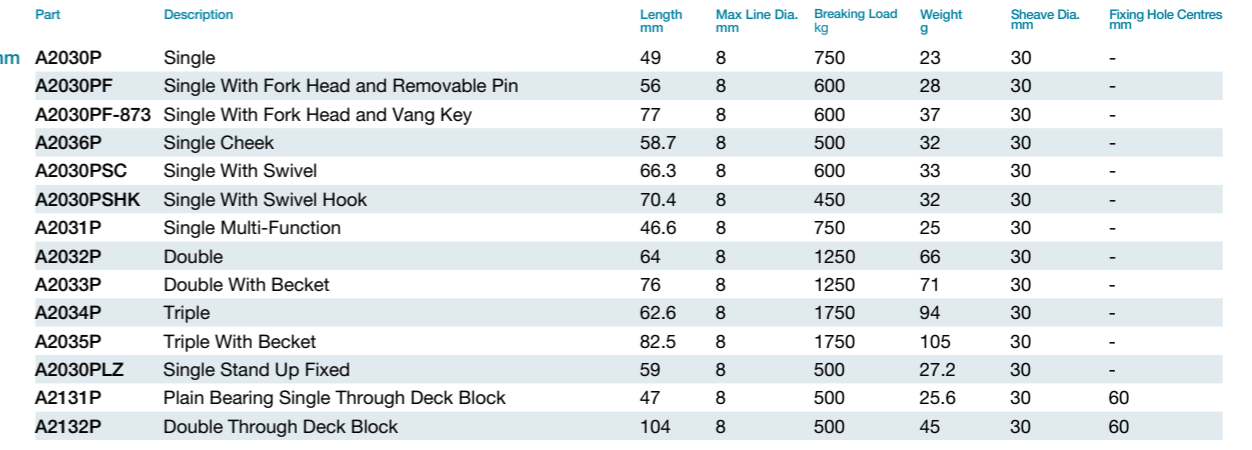 Part Description Length mm Max Line Dia. mm Breaking Load kg Weight g Sheave Dia. mm Fixing Hole Centres mm
mm A2030P Single 49 8 750 23 30 -
A2030PF Single With Fork Head and Removable Pin 56 8 600 28 30 -
A2030PF-873 Single With Fork Head and Vang Key 77 8 600 37 30 -
A2036P Single Cheek 58.7 8 500 32 30 -
A2030PSC Single With Swivel 66.3 8 600 33 30 -
A2030PSHK Single With Swivel Hook 70.4 8 450 32 30 -
A2031P Single Multi-Function 46.6 8 750 25 30 -
A2032P Double 64 8 1250 66 30 -
A2033P Double With Becket 76 8 1250 71 30 -
A2034P Triple 62.6 8 1750 94 30 -
A2035P Triple With Becket 82.5 8 1750 105 30 -
A2030PLZ Single Stand Up Fixed 59 8 500 27.2 30 -
A2131P Plain Bearing Single Through Deck Block 47 8 500 25.6 30 60
A2132P Double Through Deck Block 104 8 500 45 30 60